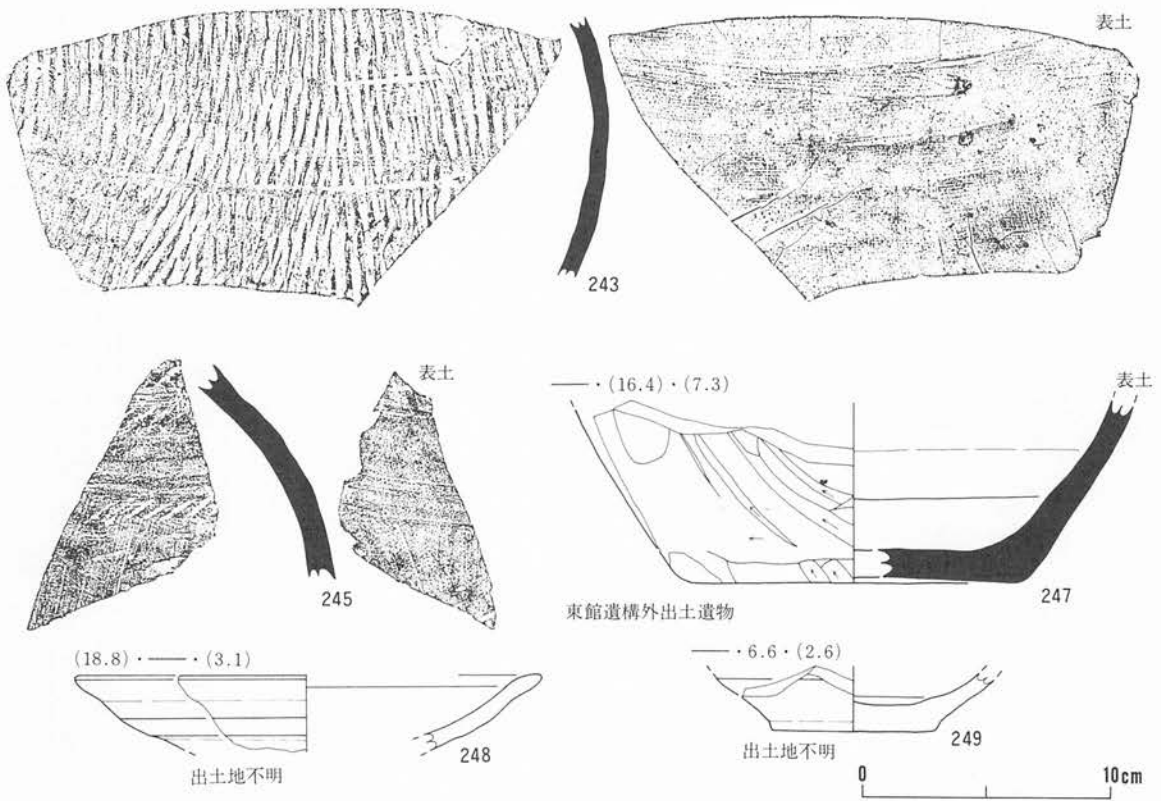 表土
243
表土
245
―・(16.4)・(7.3)
表土
247
東館遺構外出土遺物
(18.8)・―・(3.1)
248
出土地不明
―・6.6・(2.6)
249
出土地不明
0 10cm